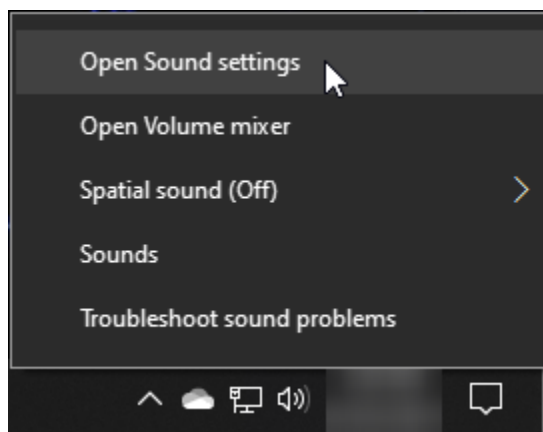 Open Sound settings
Open Volume mixer
Spatial sound (Off)
Sounds
Troubleshoot sound problems